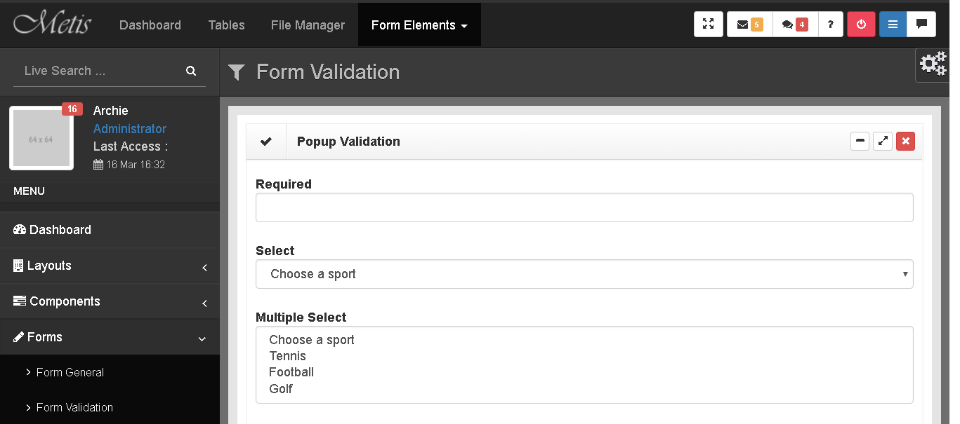 Metis
Dashboard
Tables
File Manager
Form Elements
5
4
?
Live Search ...
Form Validation
16
64 x 64
Archie
Administrator
Last Access :
16 Mar 16:32
MENU
Dashboard
Layouts
Components
Forms
Form General
Form Validation
Popup Validation
Required
Select
Choose a sport
Multiple Select
Choose a sport
Tennis
Football
Golf